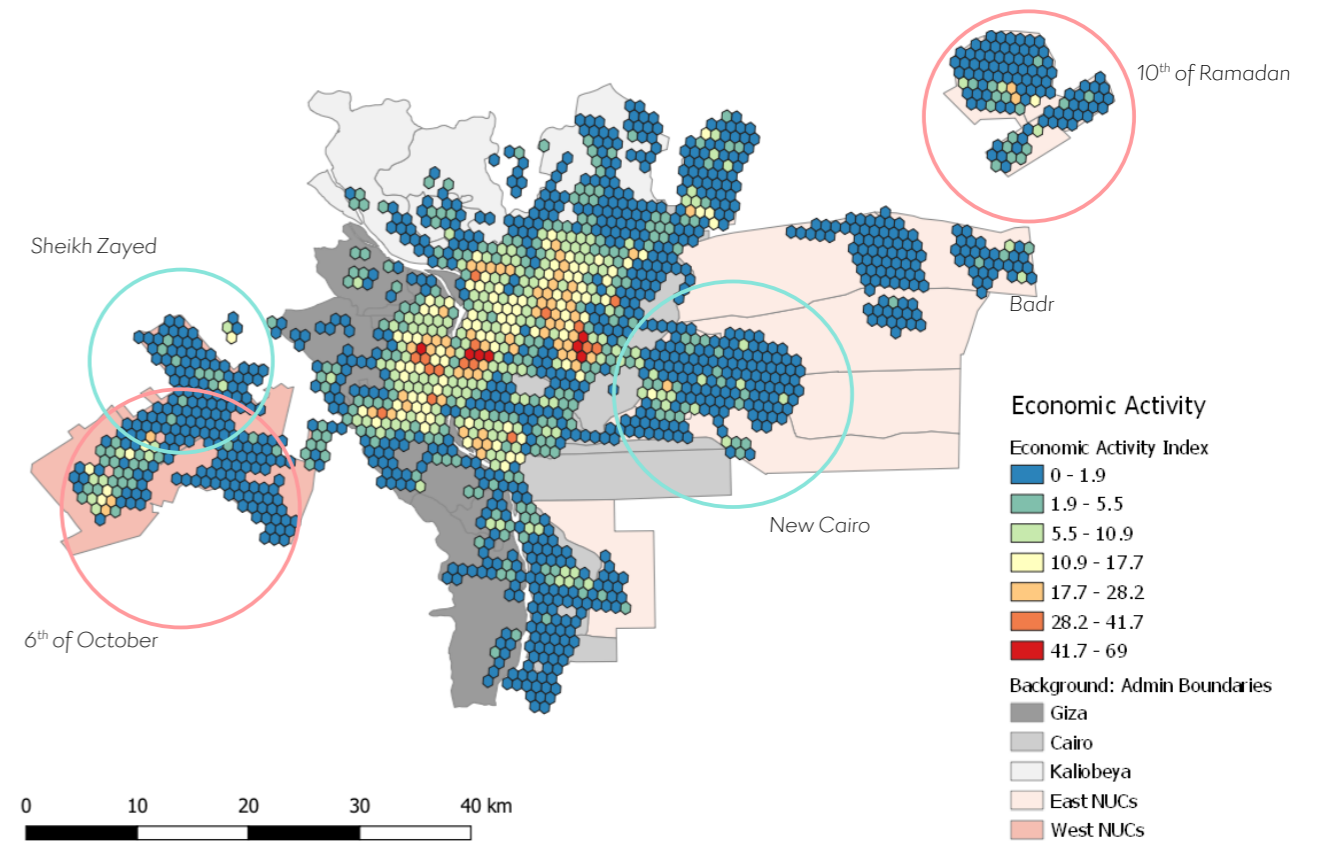 10th of Ramadan
Sheikh Zayed
Badr
New Cairo
6th of October
Economic Activity
Economic Activity Index
0 - 1.9
1.9 - 5.5
5.5 - 10.9
10.9 - 17.7
17.7 - 28.2
28.2 - 41.7
41.7 - 69
Background: Admin Boundaries
Giza
Cairo
Kaliobeya
East NUCs
West NUCs
0 10 20 30 40 km